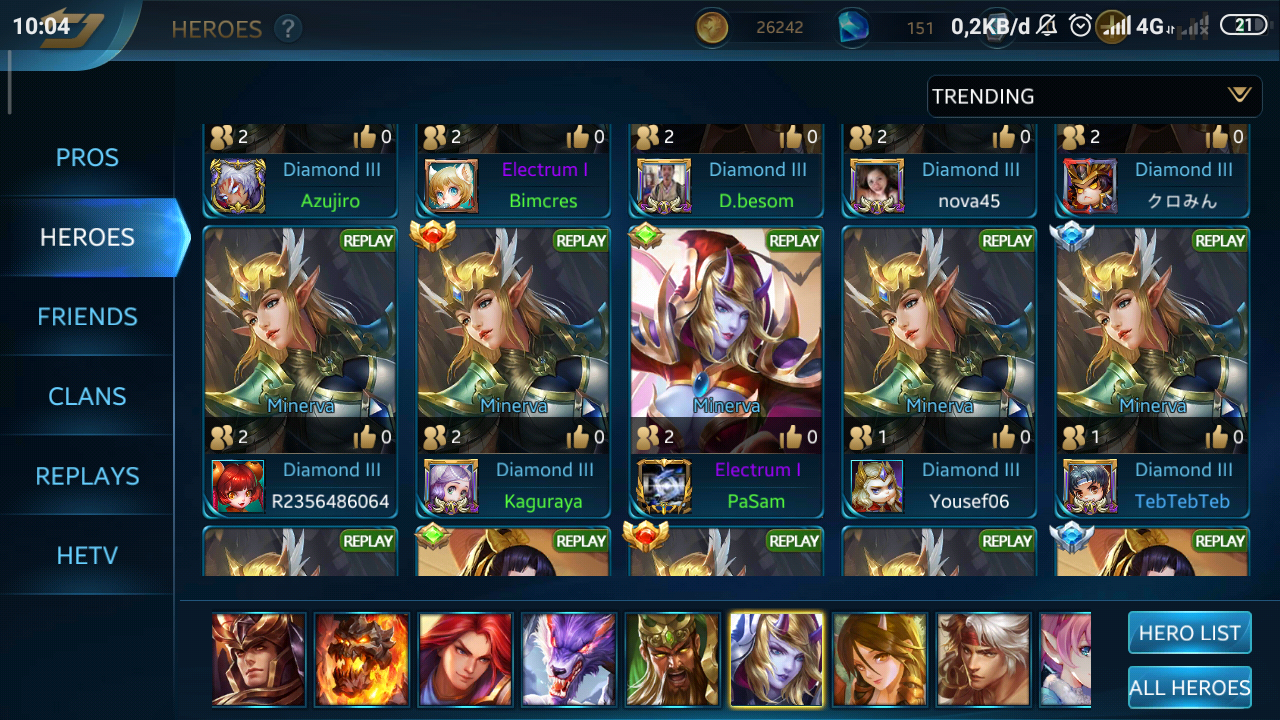 10:04
HEROES ?
26242
151
0,2KB/d
4G
21
TRENDING
PROS
HEROES
FRIENDS
CLANS
REPLAYS
HETV
2 0
2 0
2 0
2 0
2 0
Diamond III
Azujiro
Electrum I
Bimcres
Diamond III
D.besom
Diamond III
nova45
Diamond III
クロみん
REPLAY
Minerva
2 0
Diamond III
R2356486064
REPLAY
Minerva
2 0
Diamond III
Kaguraya
REPLAY
Minerva
2 0
Electrum I
PaSam
REPLAY
Minerva
1 0
Diamond III
Yousef06
REPLAY
Minerva
1 0
Diamond III
TebTebTeb
REPLAY
REPLAY
REPLAY
REPLAY
REPLAY
HERO LIST
ALL HEROES